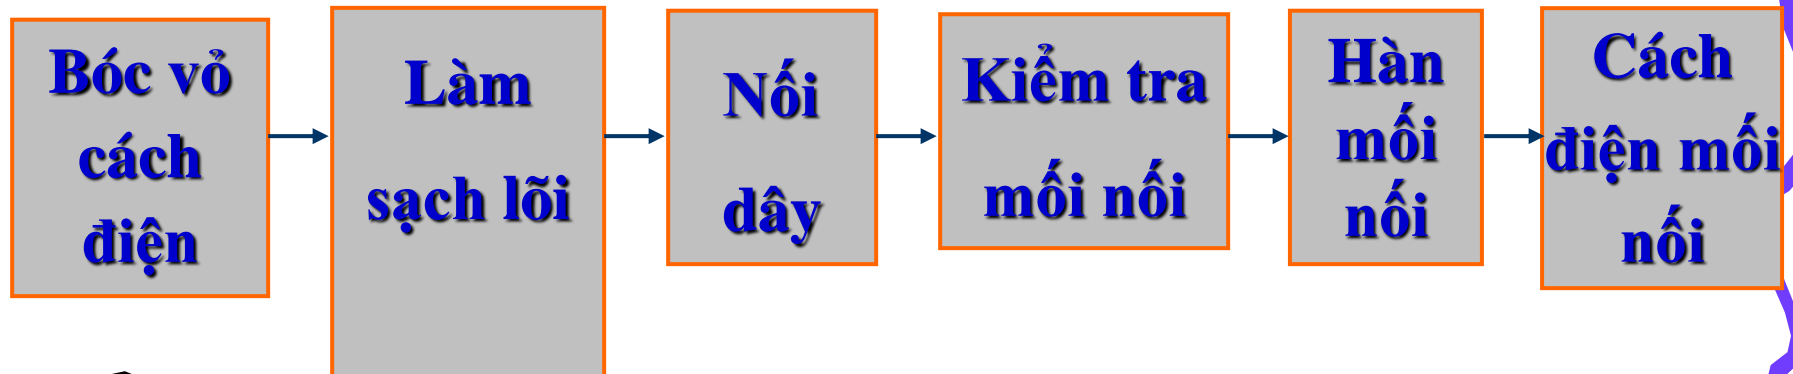 Bóc vỏ
cách
điện
Làm
sạch lõi
Nối
dây
Kiểm tra
mối nối
Hàn
mối
nối
Cách
điện mối
nối